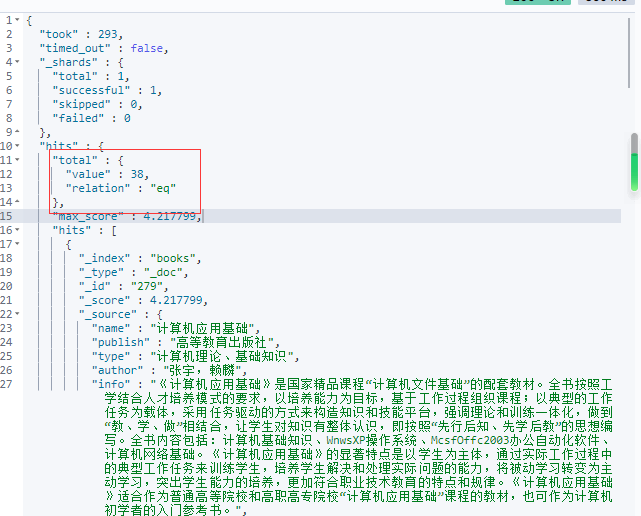 1 {
2 "took" : 293,
3 "timed_out" : false,
4 "_shards" : {
5 "total" : 1,
6 "successful" : 1,
7 "skipped" : 0,
8 "failed" : 0
9 },
10 "hits" : {
11 "total" : {
12 "value" : 38,
13 "relation" : "eq"
14 },
15 "max_score" : 4.217799,
16 "hits" : [
17 {
18 "_index" : "books",
19 "_type" : "_doc",
20 "_id" : "279",
21 "_score" : 4.217799,
22 "_source" : {
23 "name" : "计算机应用基础",
24 "publish" : "高等教育出版社",
25 "type" : "计算机理论、基础知识",
26 "author" : "张宇，赖麟",
27 "info" : "《计算机应用基础》是国家精品课程“计算机文件基础”的配套教材。全书按照工
学结合人才培养模式的要求，以培养能力为目标，基于工作过程组织课程；以典型的工作
任务为载体，采用任务驱动的方式来构造知识和技能平台，强调理论和训练一体化，做到
“教、学、做”相结合，让学生对知识有整体认识，即按照“先行后知、先学后教”的思想编
写。全书内容包括：计算机基础知识、WnwsXP操作系统、McsfOffc2003办公自动化软件、
计算机网络基础。《计算机应用基础》的显著特点是以学生为主体，通过实际工作过程中
的典型工作任务来训练学生，培养学生解决和处理实际问题的能力，将被动学习转变为主
动学习，突出学生能力的培养，更加符合职业技术教育的特点和规律。《计算机应用基础
》适合作为普通高等院校和高职高专院校“计算机应用基础”课程的教材，也可作为计算机
初学者的入门参考书。",